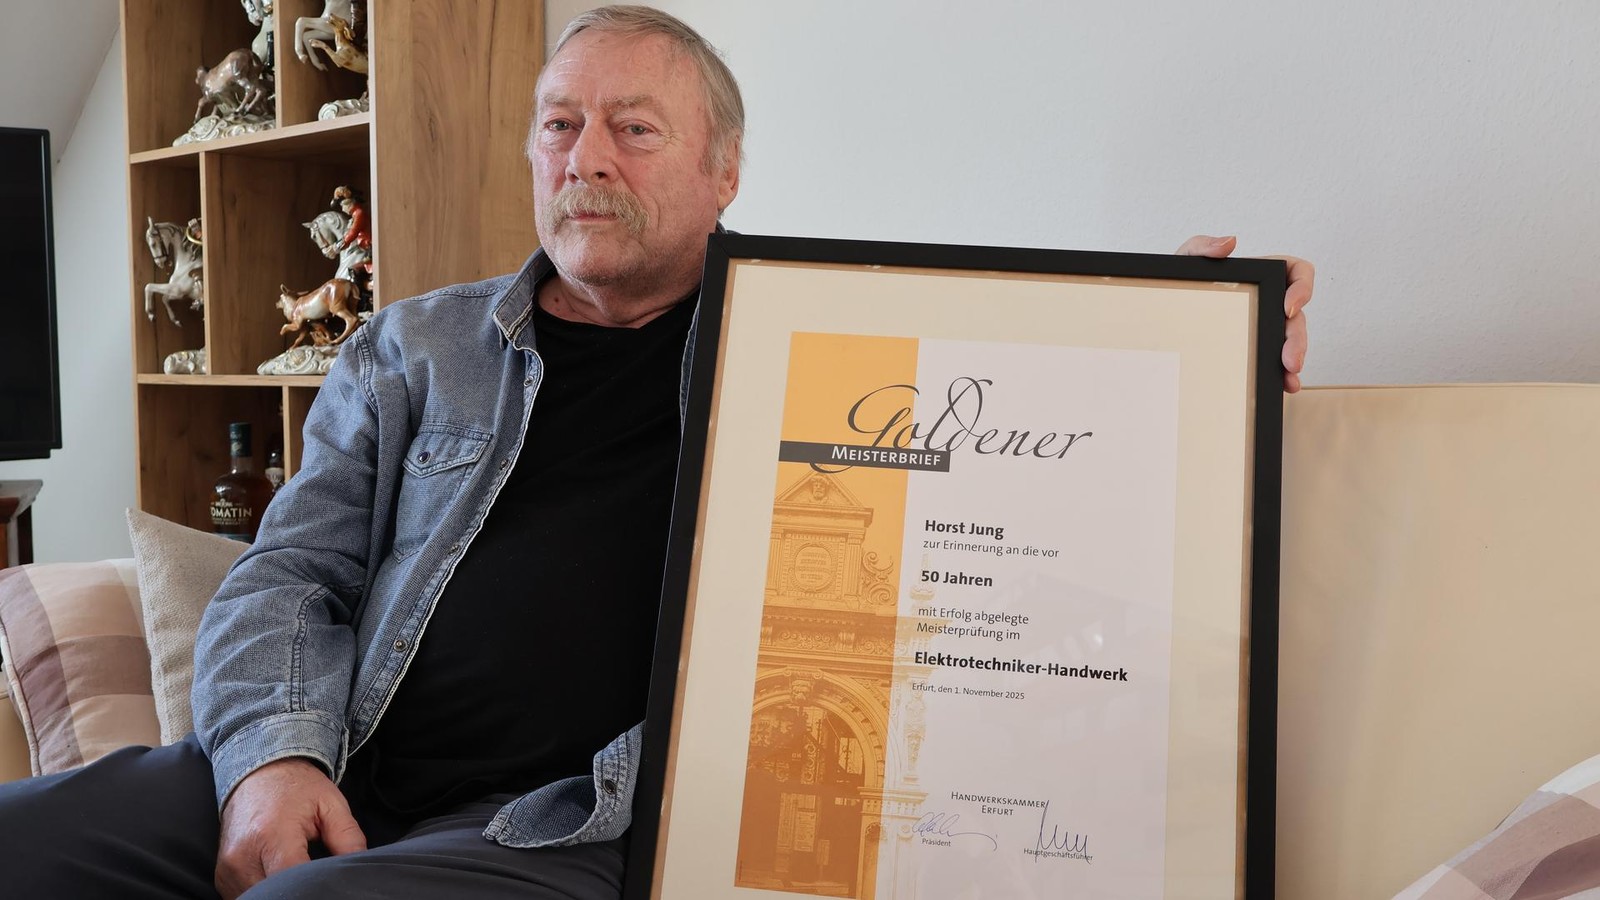 Goldener
MEISTERBRIEF
Horst Jung
zur Erinnerung an die vor
50 Jahren
mit Erfolg abgelegte
Meisterprüfung im
Elektrotechniker-Handwerk
Erfurt, den 1. November 2025
HANDWERKSKAMMER
ERFURT
Präsident
Hauptgeschäftsführer
TOMATIN